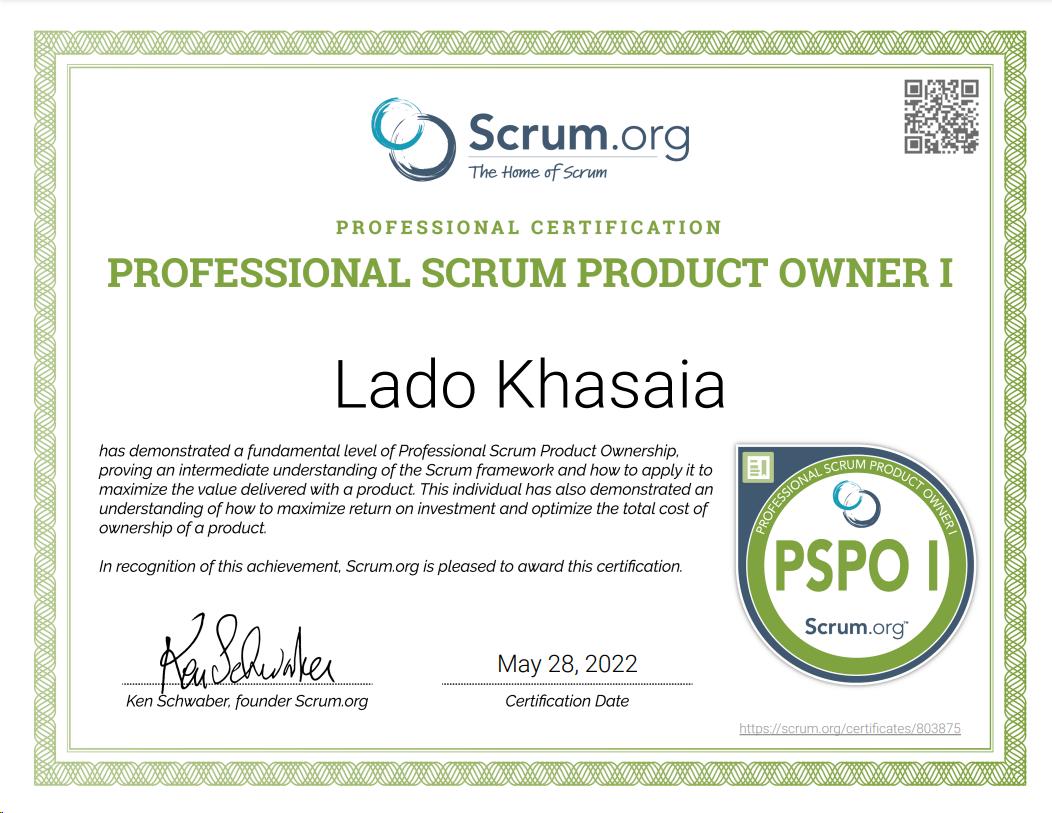 Scrum.org
The Home of Scrum
PROFESSIONAL CERTIFICATION
PROFESSIONAL SCRUM PRODUCT OWNER I
Lado Khasaia
has demonstrated a fundamental level of Professional Scrum Product Ownership,
proving an intermediate understanding of the Scrum framework and how to apply it to
maximize the value delivered with a product. This individual has also demonstrated an
understanding of how to maximize return on investment and optimize the total cost of
ownership of a product.
In recognition of this achievement, Scrum.org is pleased to award this certification.
PROFESSIONAL SCRUM PRODUCT OWNER I
PSPO I
Scrum.org™
Ken Schwaber
May 28, 2022
Ken Schwaber, founder Scrum.org
Certification Date
https://scrum.org/certificates/803875